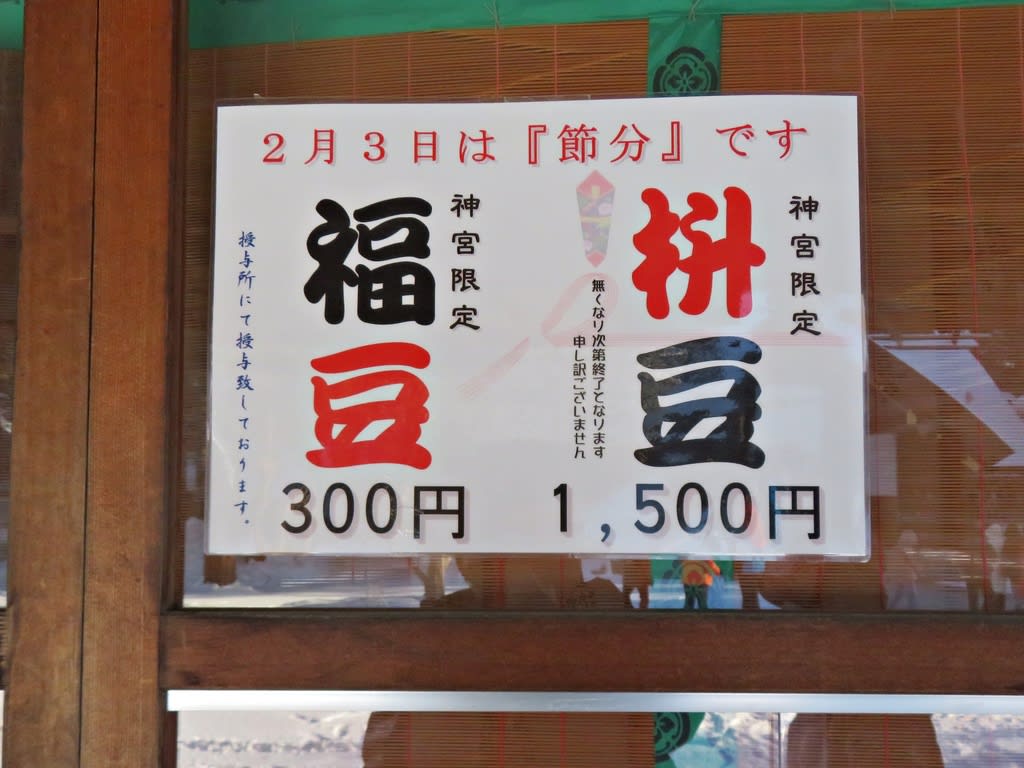 2月3日は『節分』です
神宮限定
枡豆
1,500円
無くなり次第終了となります
申し訳ございません
神宮限定
福豆
300円
授与所にて授与致しております。